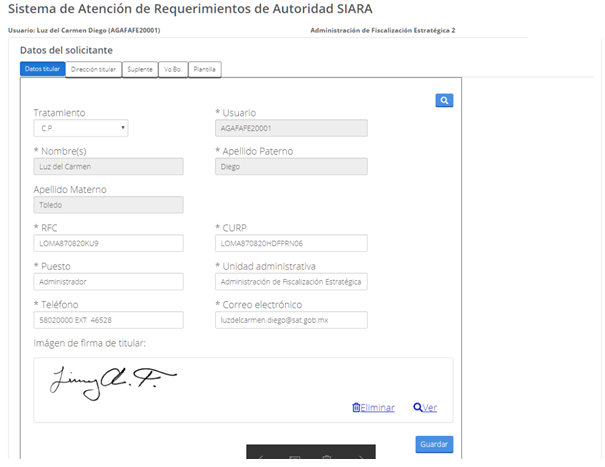 Sistema de Atención de Requerimientos de Autoridad SIARA
Usuario: Luz del Carmen Diego (AGAFAFE20001) Administración de Fiscalización Estratégica 2
Datos del solicitante
Datos titular Dirección titular Suplente Vo.Bo. Plantilla
Tratamiento * Usuario
C.P. AGAFAFE20001
* Nombre(s) * Apellido Paterno
Luz del Carmen Diego
Apellido Materno
Toledo
* RFC * CURP
LOMA870820KU9 LOMA870820HDFPRN06
* Puesto * Unidad administrativa
Administrador Administración de Fiscalización Estratégica
* Teléfono * Correo electrónico
58020000 EXT 46528 luzdelcarmen.diego@sat.gob.mx
Imágen de firma de titular:
Eliminar Ver
Guardar